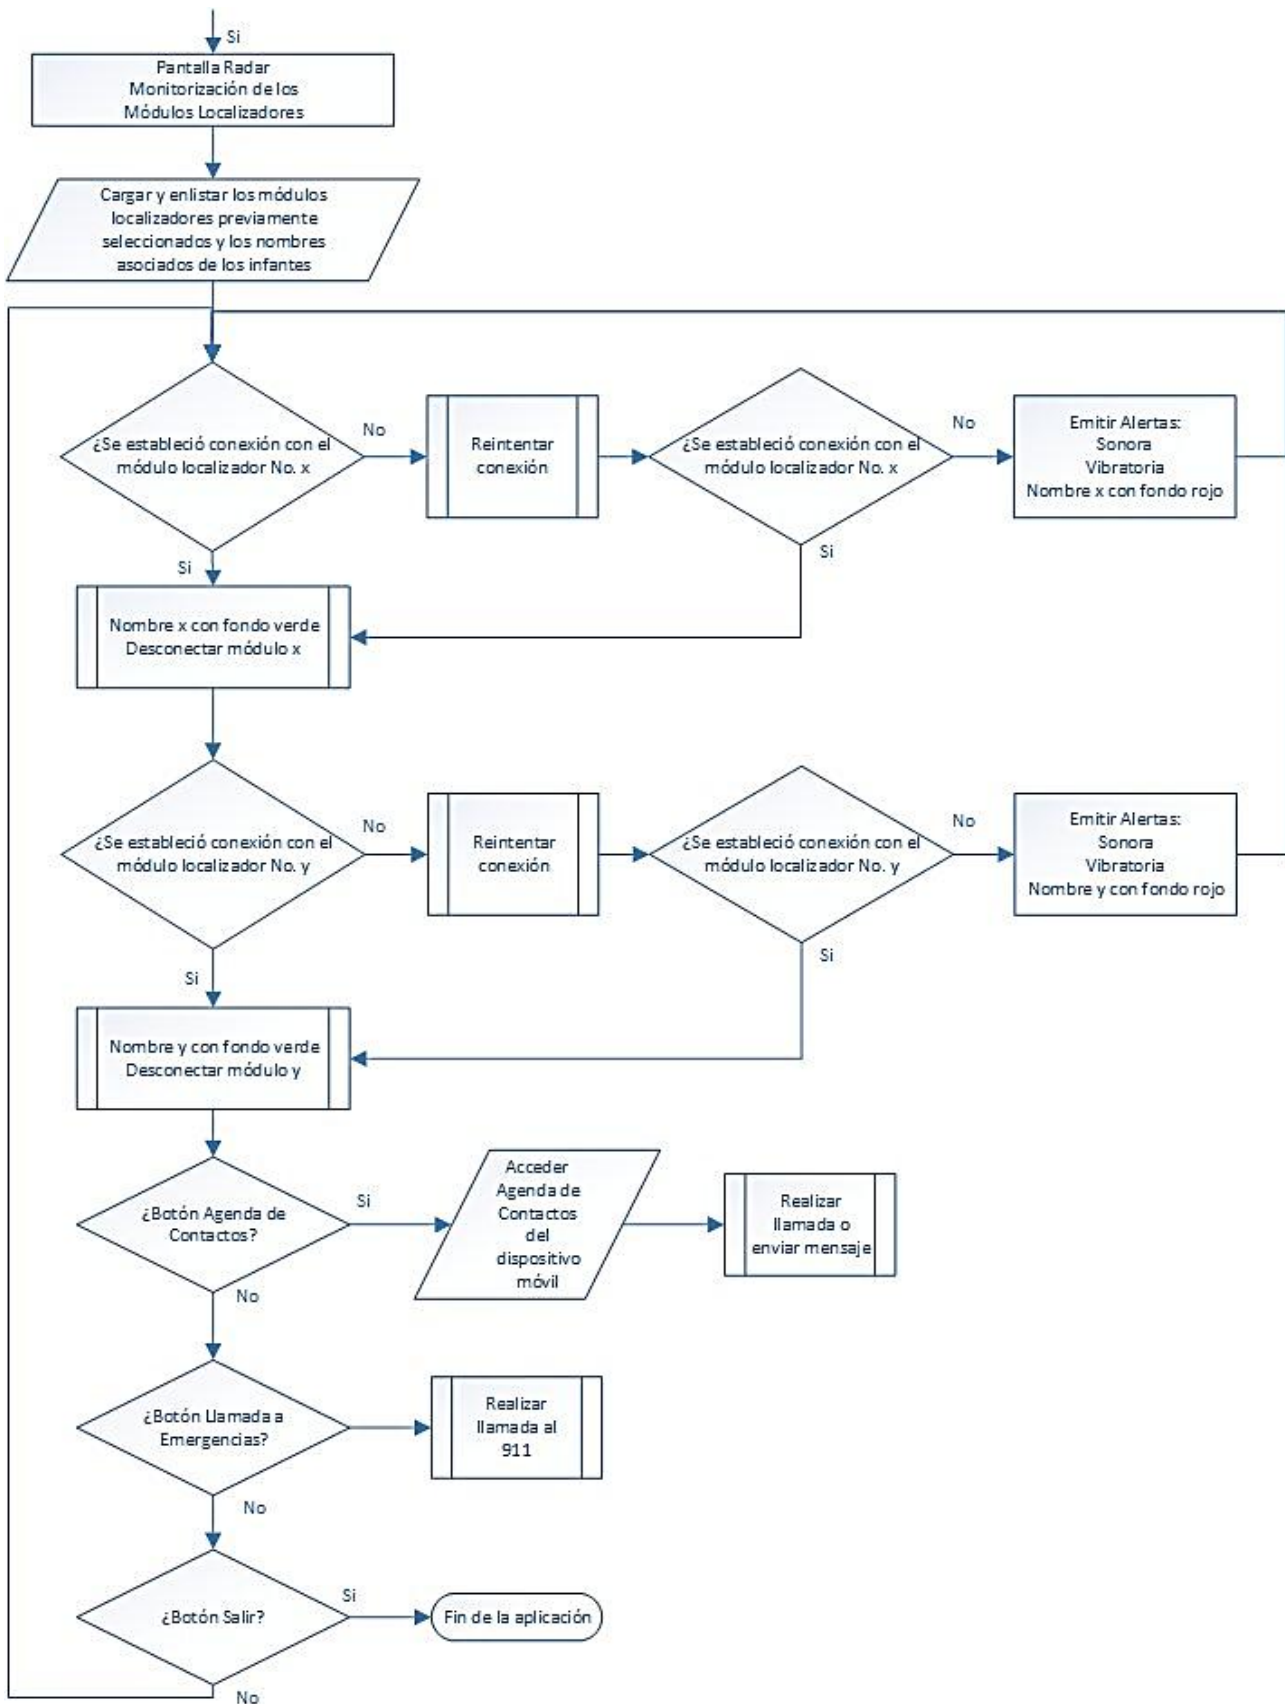 Si
Pantalla Radar
Monitorización de los
Módulos Localizadores
Cargar y enlistar los módulos
localizadores previamente
seleccionados y los nombres
asociados de los infantes
¿Se estableció conexión con el
módulo localizador No. x
No
Reintentar
conexión
¿Se estableció conexión con el
módulo localizador No. x
No
Emitir Alertas:
Sonora
Vibratoria
Nombre x con fondo rojo
Si
Si
Nombre x con fondo verde
Desconectar módulo x
¿Se estableció conexión con el
módulo localizador No. y
No
Reintentar
conexión
¿Se estableció conexión con el
módulo localizador No. y
No
Emitir Alertas:
Sonora
Vibratoria
Nombre y con fondo rojo
Si
Si
Nombre y con fondo verde
Desconectar módulo y
¿Botón Agenda de
Contactos?
Si
Acceder
Agenda de
Contactos
del
dispositivo
móvil
Realizar
llamada o
enviar mensaje
No
¿Botón Llamada a
Emergencias?
Realizar
llamada al
911
No
¿Botón Salir?
Si
Fin de la aplicación
No